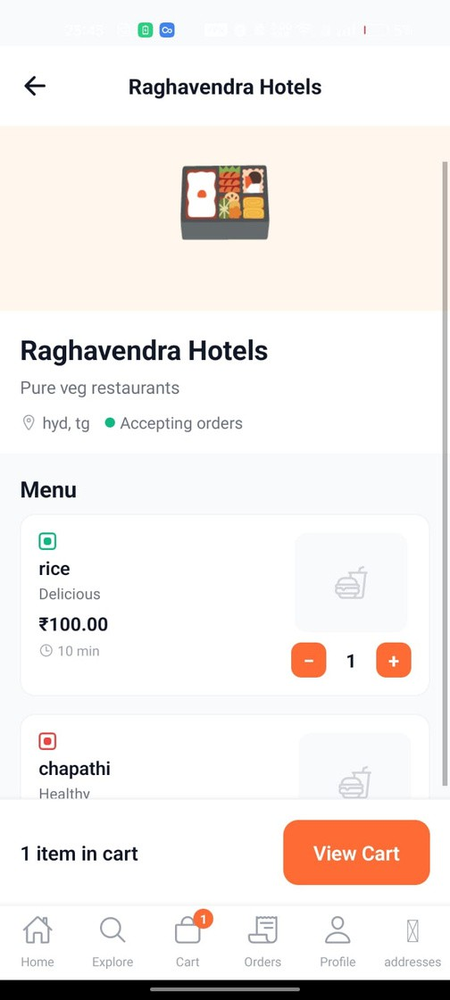 Raghavendra Hotels
Raghavendra Hotels
Pure veg restaurants
hyd, tg
Accepting orders
Menu
rice
Delicious
₹100.00
10 min
− 1 +
chapathi
Healthy
1 item in cart
View Cart
1
Home
Explore
Cart
Orders
Profile
addresses